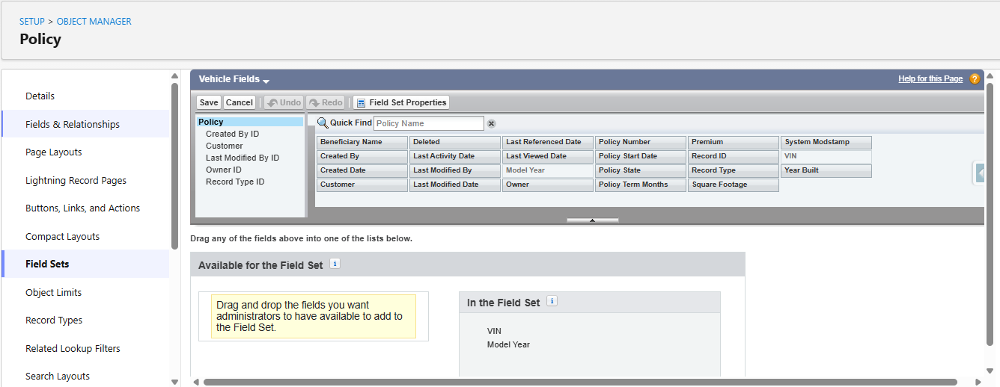 SETUP > OBJECT MANAGER
Policy
Details
Fields & Relationships
Page Layouts
Lightning Record Pages
Buttons, Links, and Actions
Compact Layouts
Field Sets
Object Limits
Record Types
Related Lookup Filters
Search Layouts
Vehicle Fields
Help for this Page ?
Save Cancel Undo Redo Field Set Properties
Policy
Created By ID
Customer
Last Modified By ID
Owner ID
Record Type ID
Quick Find Policy Name
Beneficiary Name Deleted Last Referenced Date Policy Number Premium System Modstamp
Created By Last Activity Date Last Viewed Date Policy Start Date Record ID VIN
Created Date Last Modified By Model Year Policy State Record Type Year Built
Customer Last Modified Date Owner Policy Term Months Square Footage
Drag any of the fields above into one of the lists below.
Available for the Field Set i
Drag and drop the fields you want
administrators to have available to add to
the Field Set.
In the Field Set i
VIN
Model Year